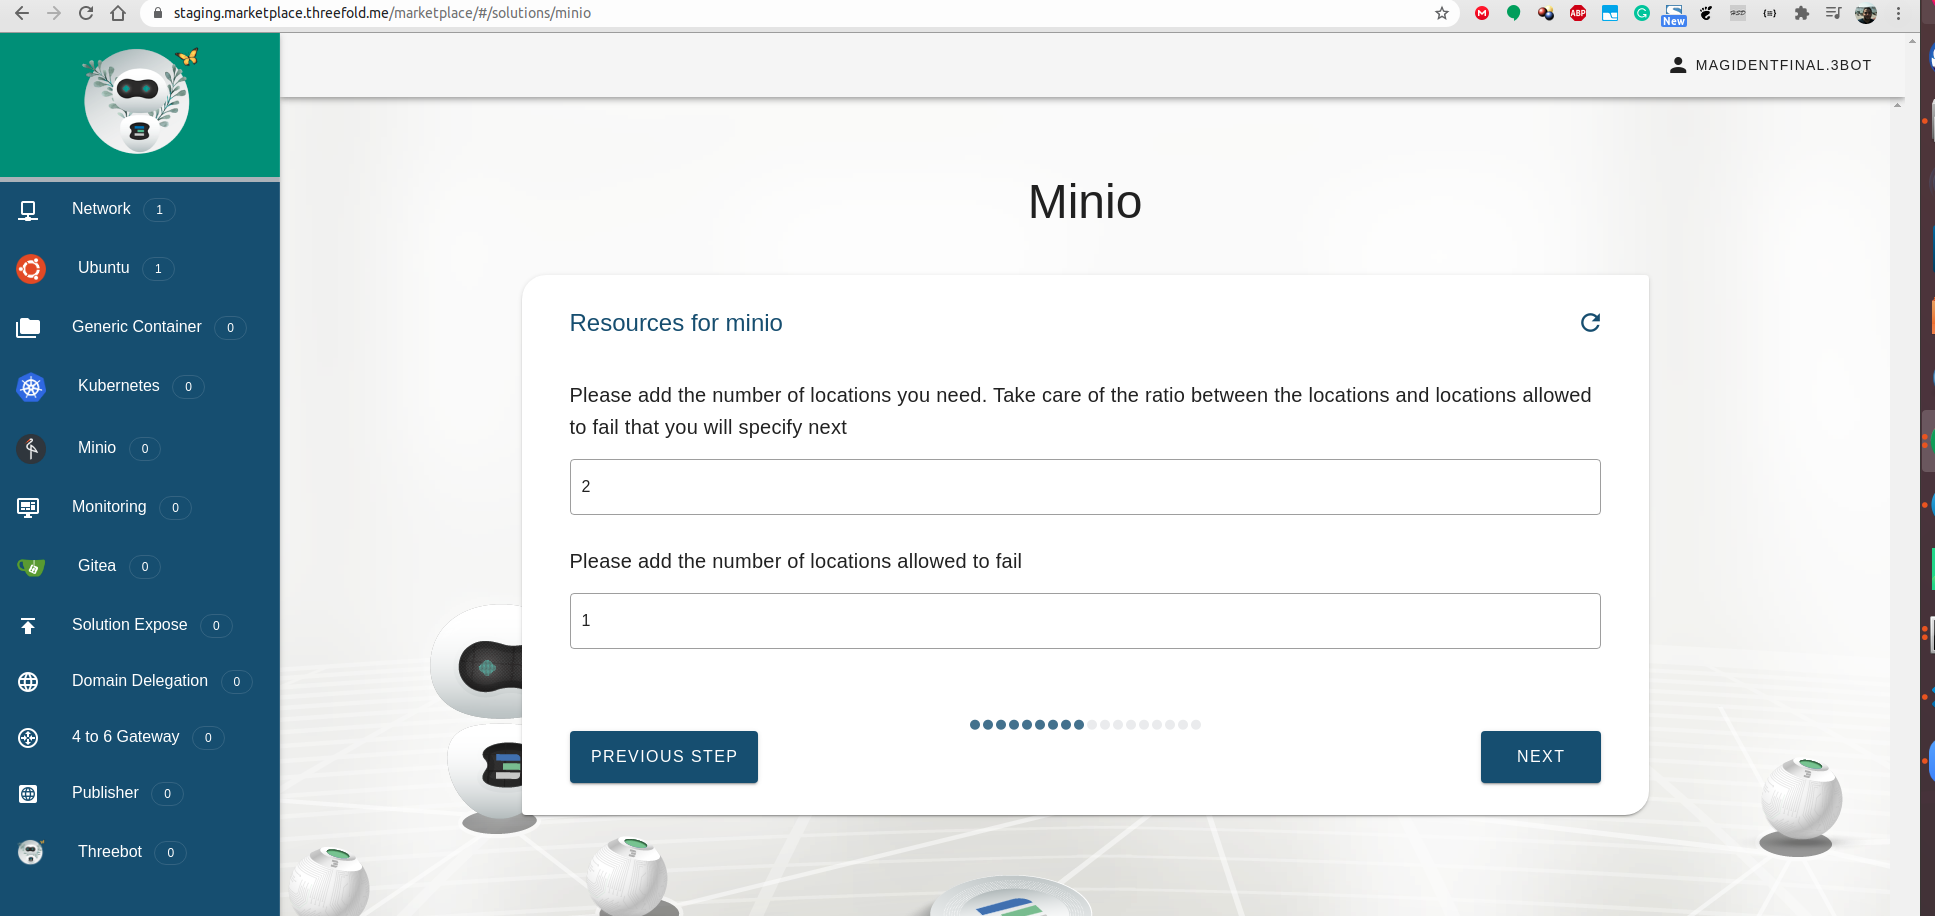 staging.marketplace.threefold.me/marketplace/#/solutions/minio
New
MAGIDENTFINAL.3BOT
Network 1
Ubuntu 1
Generic Container 0
Kubernetes 0
Minio 0
Monitoring 0
Gitea 0
Solution Expose 0
Domain Delegation 0
4 to 6 Gateway 0
Publisher 0
Threebot 0
Minio
Resources for minio
Please add the number of locations you need. Take care of the ratio between the locations and locations allowed
to fail that you will specify next
2
Please add the number of locations allowed to fail
1
PREVIOUS STEP
NEXT